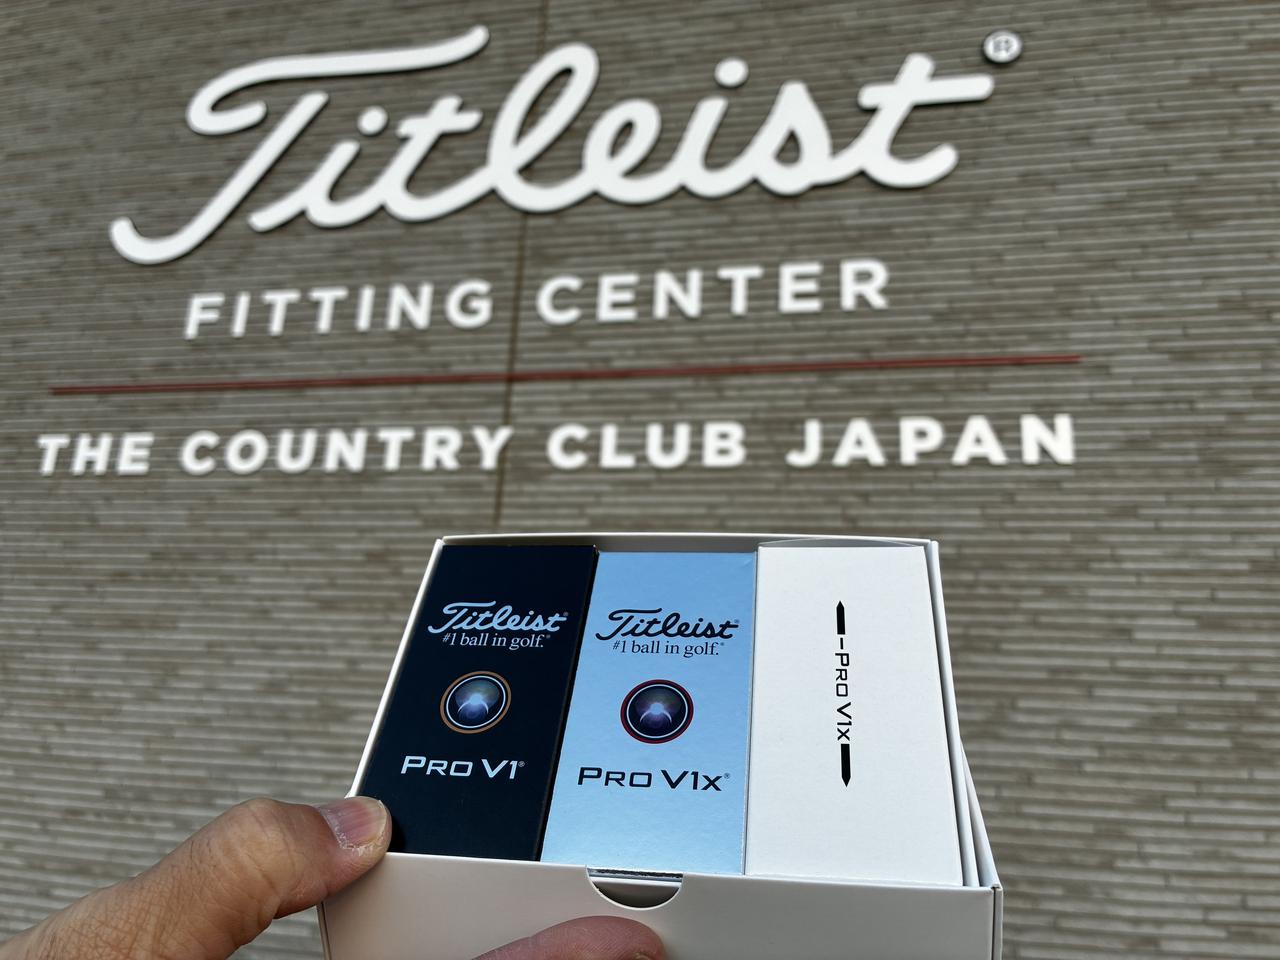 Titleist®
FITTING CENTER
THE COUNTRY CLUB JAPAN
Titleist®
#1 ball in golf.®
PRO V1®
Titleist®
#1 ball in golf.®
PRO V1x®
-PRO V1x